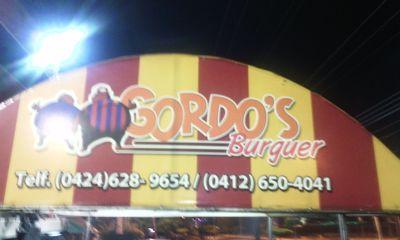 GORDO'S
Burguer
Telf. (0424)628-9654 / (0412) 650-4041